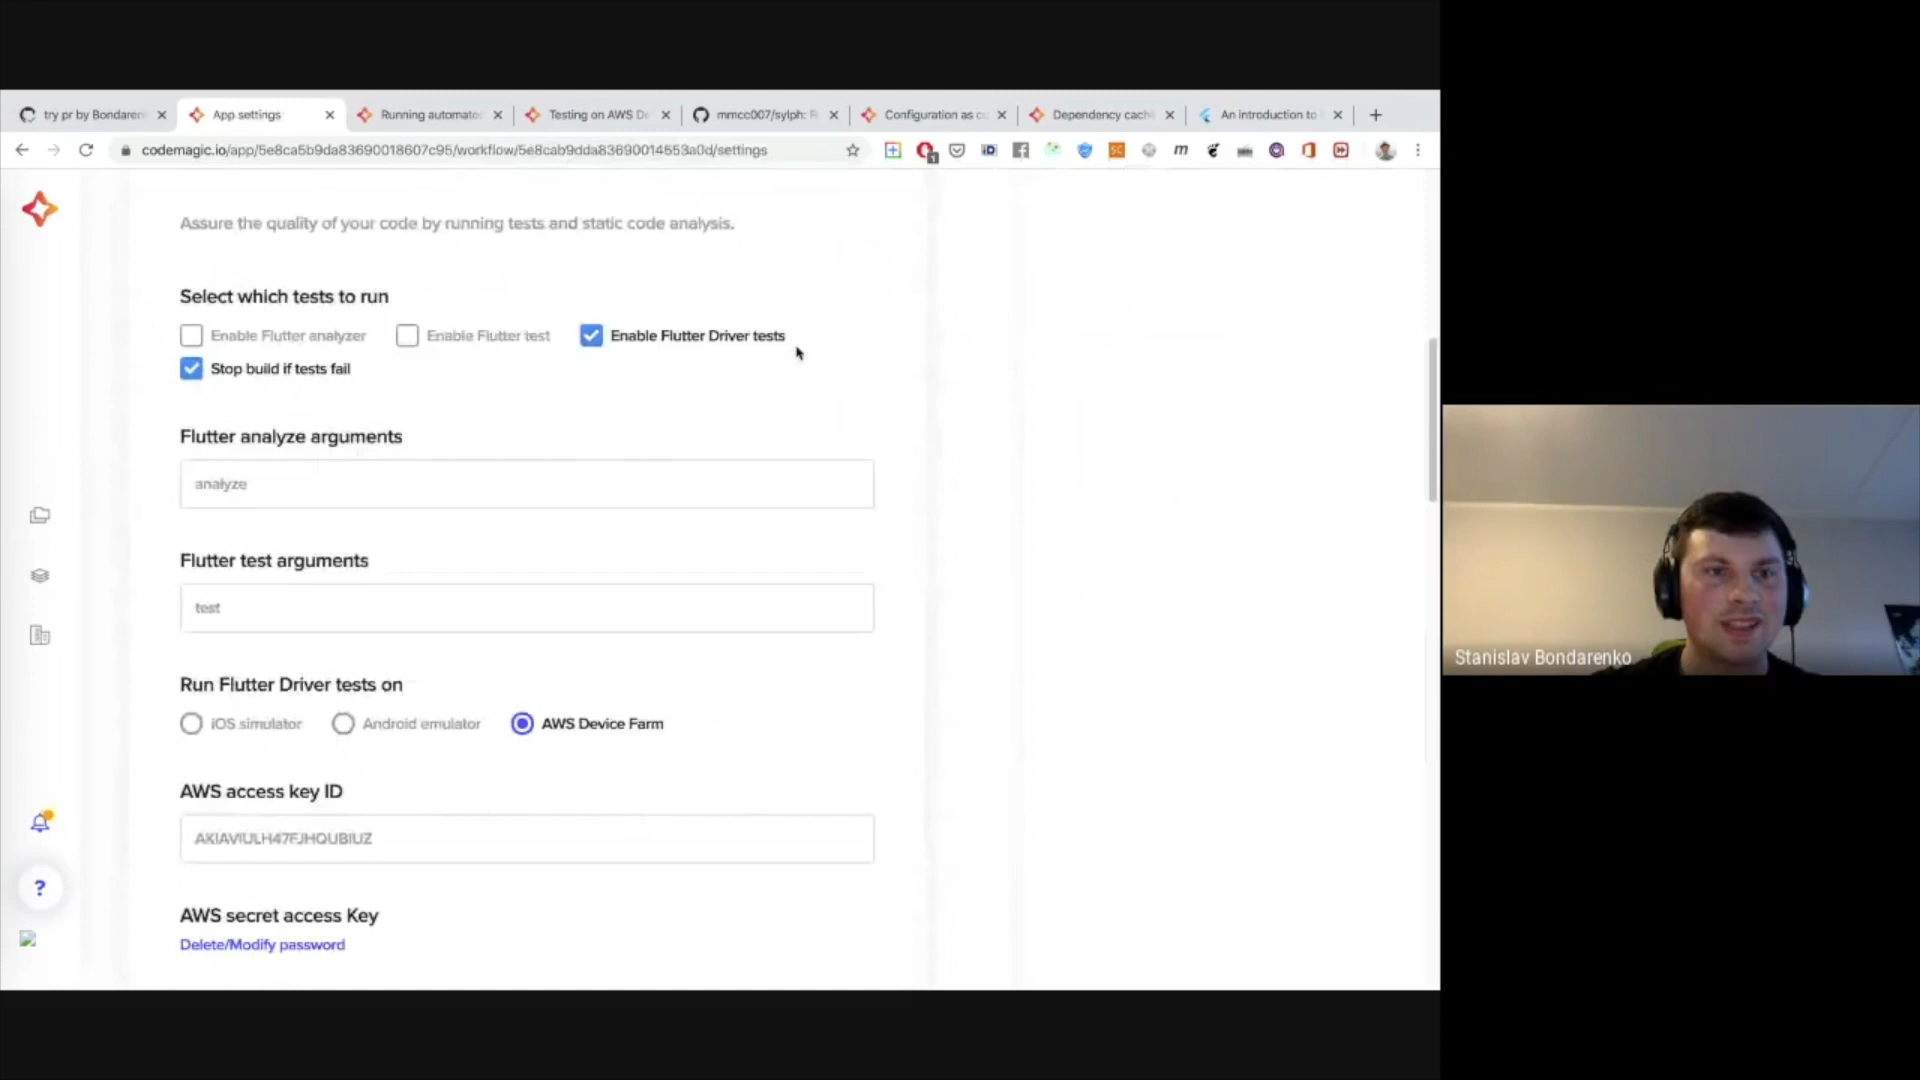 try pr by Bondaren
App settings
Running automate
Testing on AWS De
mmcc007/sylph: R
Configuration as c
Dependency cach
An introduction to
codemagic.io/app/5e8ca5b9da83690018607c95/workflow/5e8cab9dda83690014553a0d/settings
Assure the quality of your code by running tests and static code analysis.
Select which tests to run
Enable Flutter analyzer
Enable Flutter test
Enable Flutter Driver tests
Stop build if tests fail
Flutter analyze arguments
analyze
Flutter test arguments
test
Run Flutter Driver tests on
iOS simulator
Android emulator
AWS Device Farm
AWS access key ID
AWS secret access Key
Delete/Modify password
?
Stanislav Bondarenko